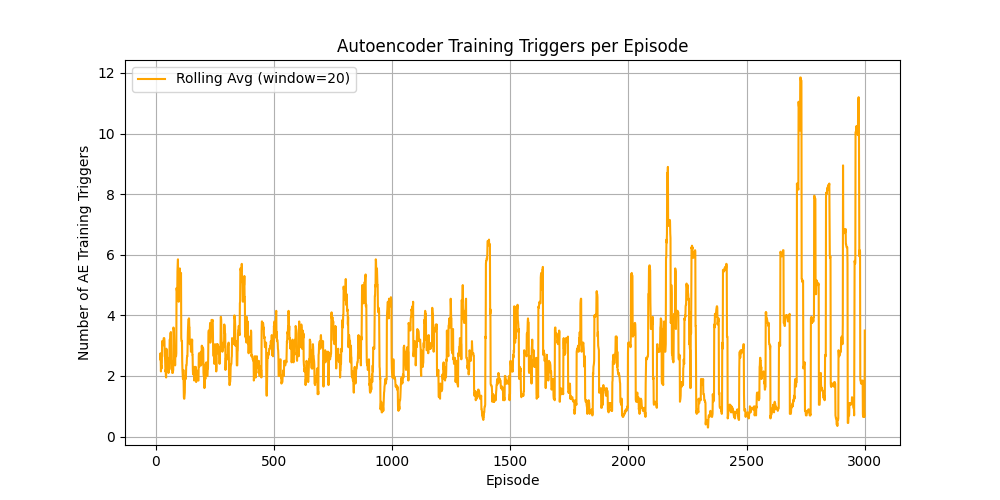 Autoencoder Training Triggers per Episode
Rolling Avg (window=20)
Number of AE Training Triggers
12
10
8
6
4
2
0
0 500 1000 1500 2000 2500 3000
Episode